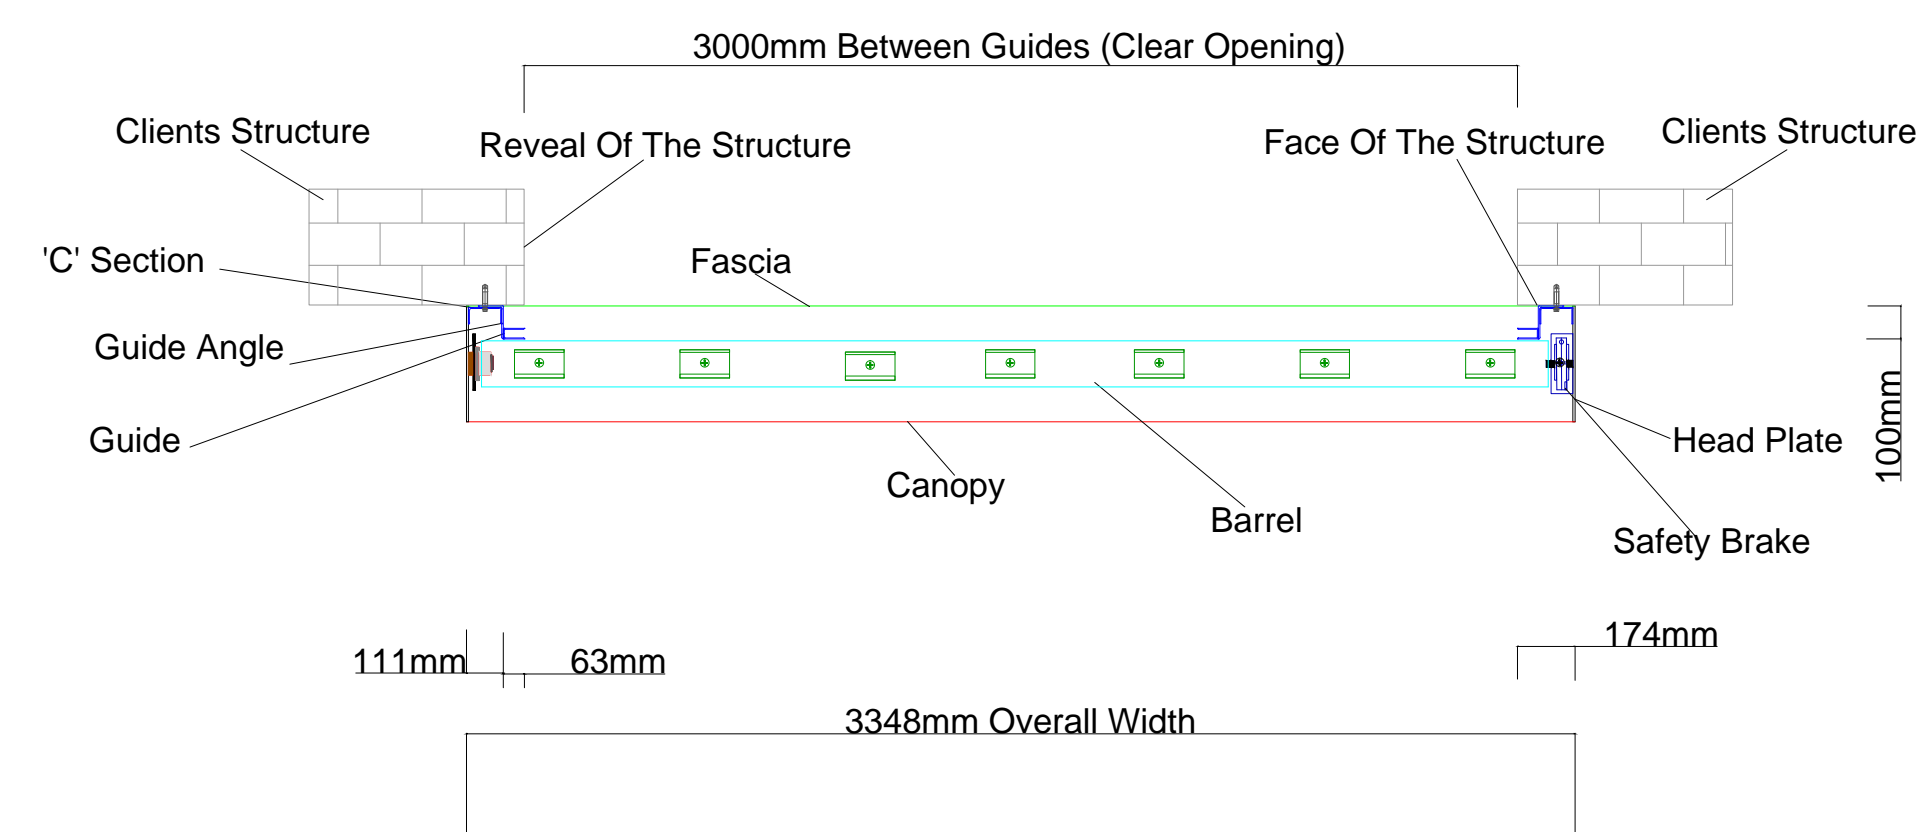 3000mm Between Guides (Clear Opening)
Clients Structure
Reveal Of The Structure
Face Of The Structure
Clients Structure
'C' Section
Fascia
Guide Angle
Guide
Canopy
Barrel
Head Plate
100mm
Safety Brake
111mm
63mm
174mm
3348mm Overall Width